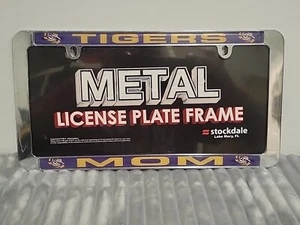 TIGERS
METAL
LICENSE PLATE FRAME
stockdale
Lake Mary, FL
MOM